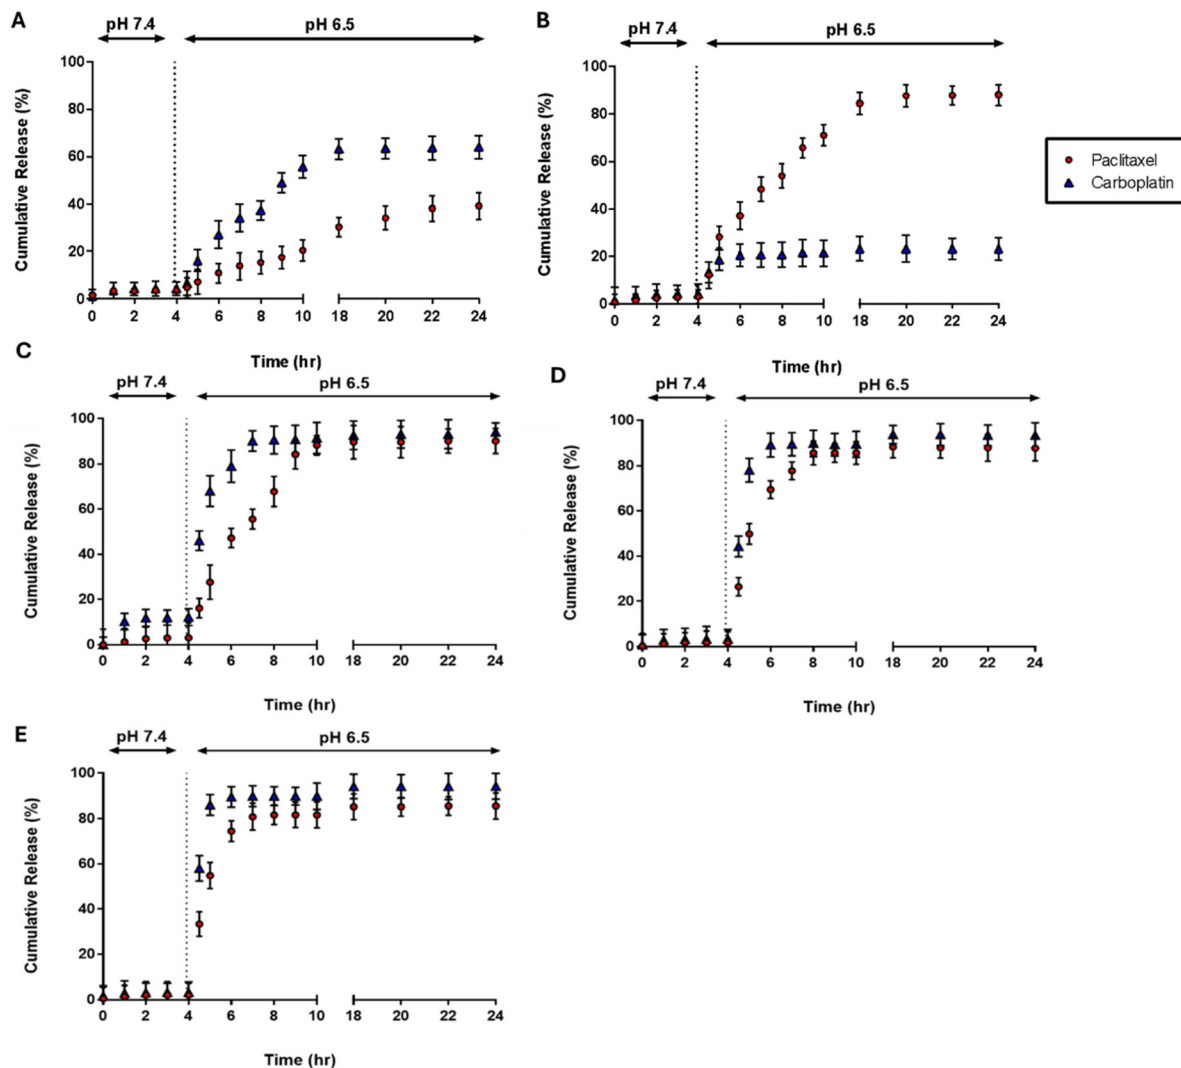 A
pH 7.4 pH 6.5
Cumulative Release (%)
100
80
60
40
20
0
0 2 4 6 8 10 18 20 22 24
Time (hr)
B
pH 7.4 pH 6.5
Cumulative Release (%)
100
80
60
40
20
0
0 2 4 6 8 10 18 20 22 24
Time (hr)
Paclitaxel
Carboplatin
C
pH 7.4 pH 6.5
Cumulative Release (%)
100
80
60
40
20
0
0 2 4 6 8 10 18 20 22 24
Time (hr)
D
pH 7.4 pH 6.5
Cumulative Release (%)
100
80
60
40
20
0
0 2 4 6 8 10 18 20 22 24
Time (hr)
E
pH 7.4 pH 6.5
Cumulative Release (%)
100
80
60
40
20
0
0 2 4 6 8 10 18 20 22 24
Time (hr)